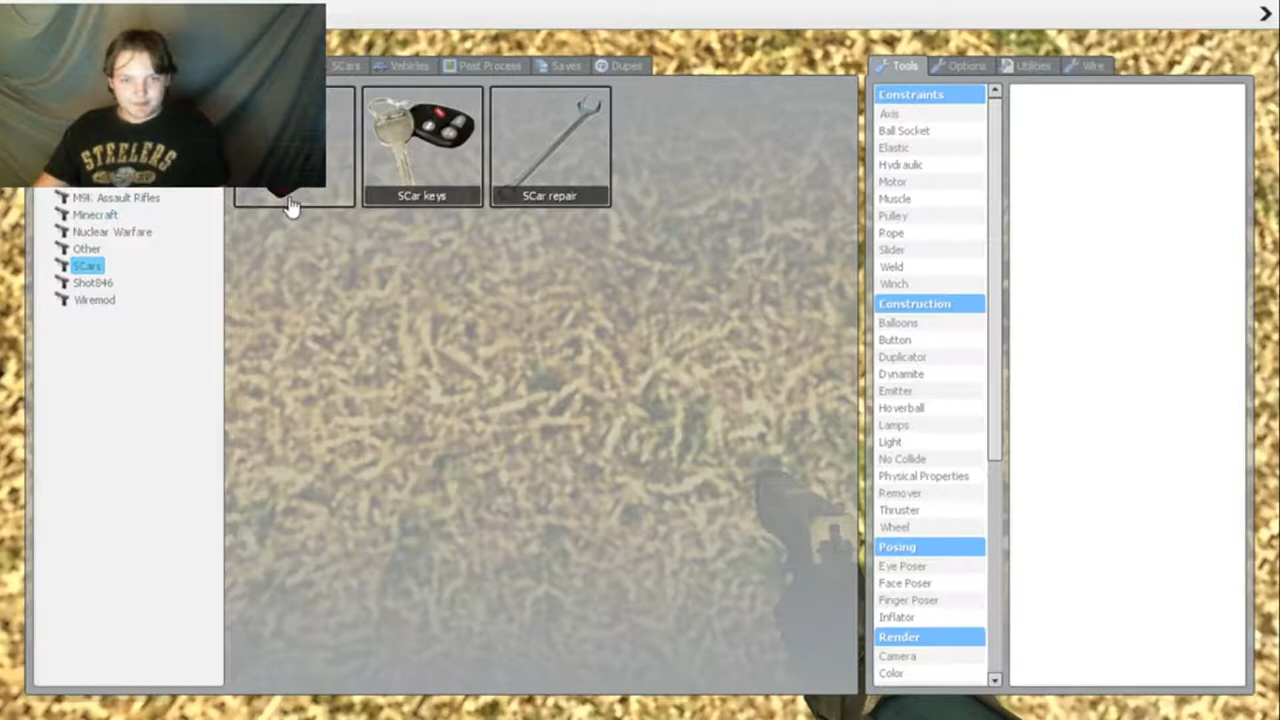 STEELERS
SCars Vehicles Post Process Saves Dupes
Tools Options Utilities Wire
SCar keys
SCar repair
M9K Assault Rifles
Minecraft
Nuclear Warfare
Other
SCars
Shot846
Wiremod
Constraints
Axis
Ball Socket
Elastic
Hydraulic
Motor
Muscle
Pulley
Rope
Slider
Weld
Winch
Construction
Balloons
Button
Duplicator
Dynamite
Emitter
Hoverball
Lamps
Light
No Collide
Physical Properties
Remover
Thruster
Wheel
Posing
Eye Poser
Face Poser
Finger Poser
Inflator
Render
Camera
Color